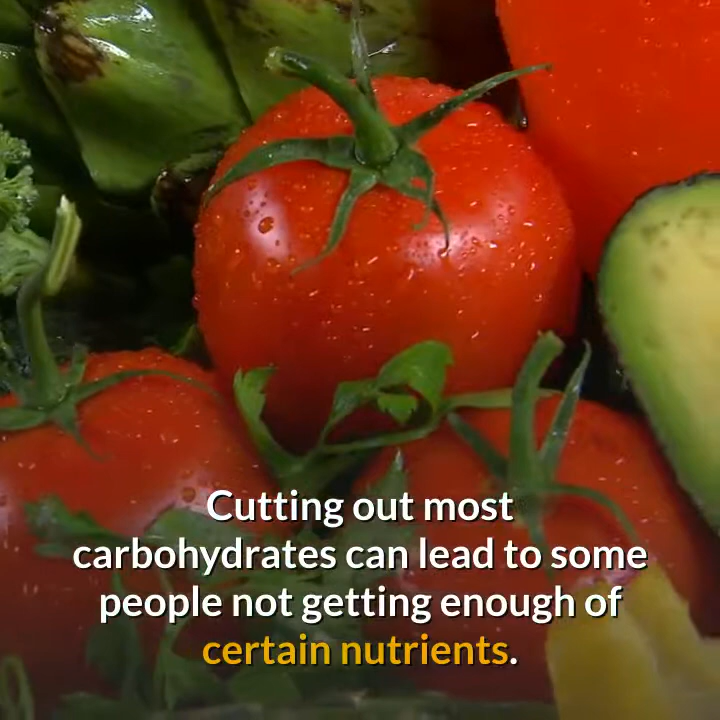 Cutting out most
carbohydrates can lead to some
people not getting enough of
certain nutrients.